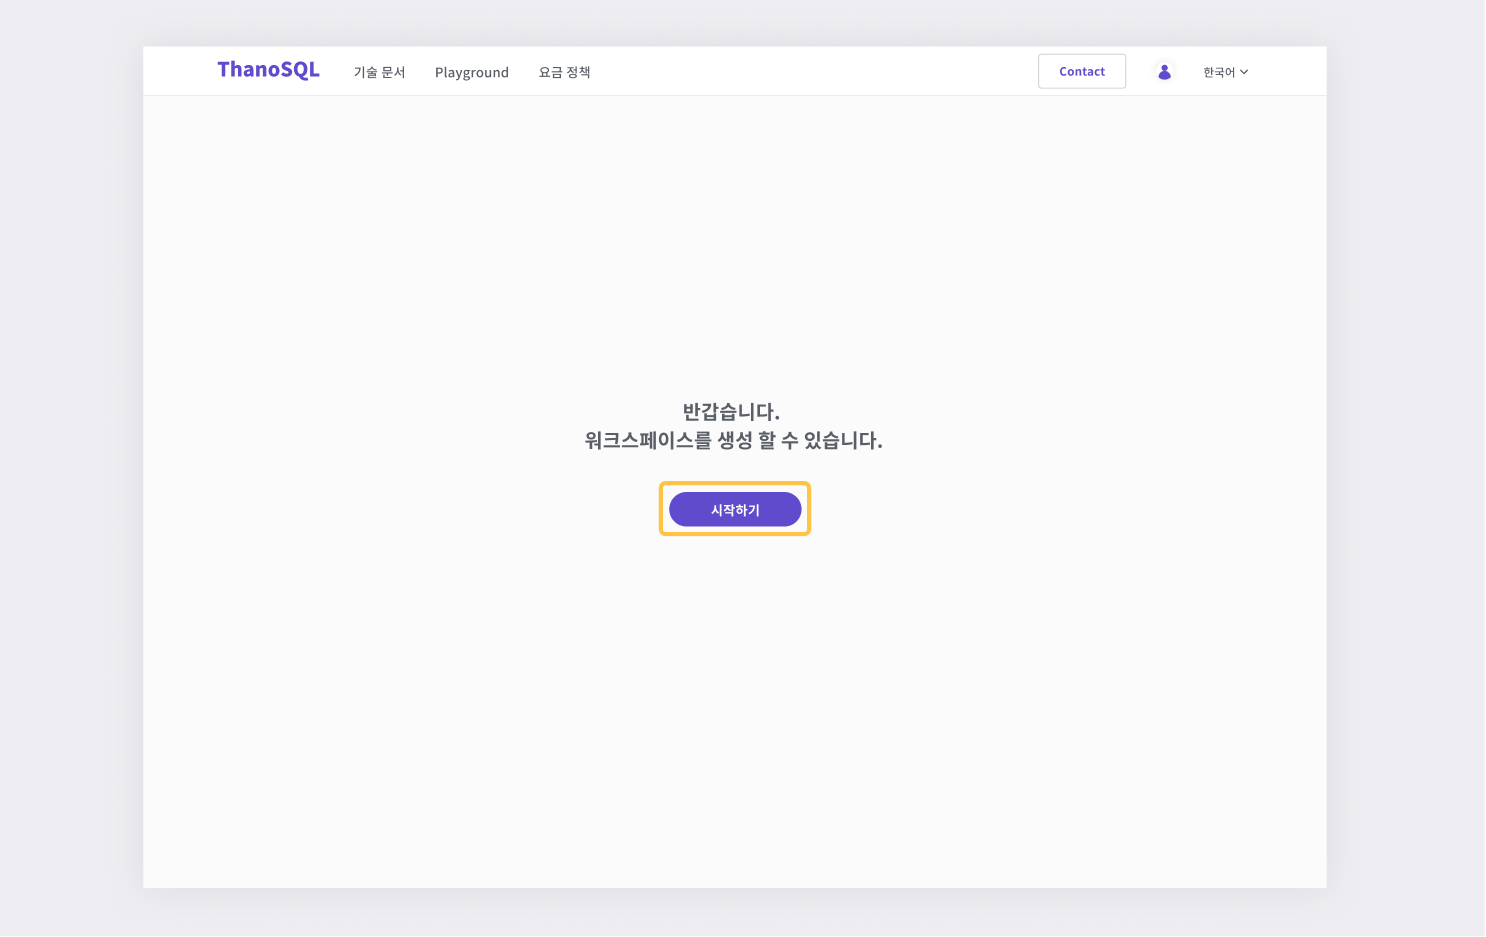 ThanoSQL 기술 문서 Playground 요금 정책 Contact 한국어
반갑습니다.
워크스페이스를 생성 할 수 있습니다.
시작하기